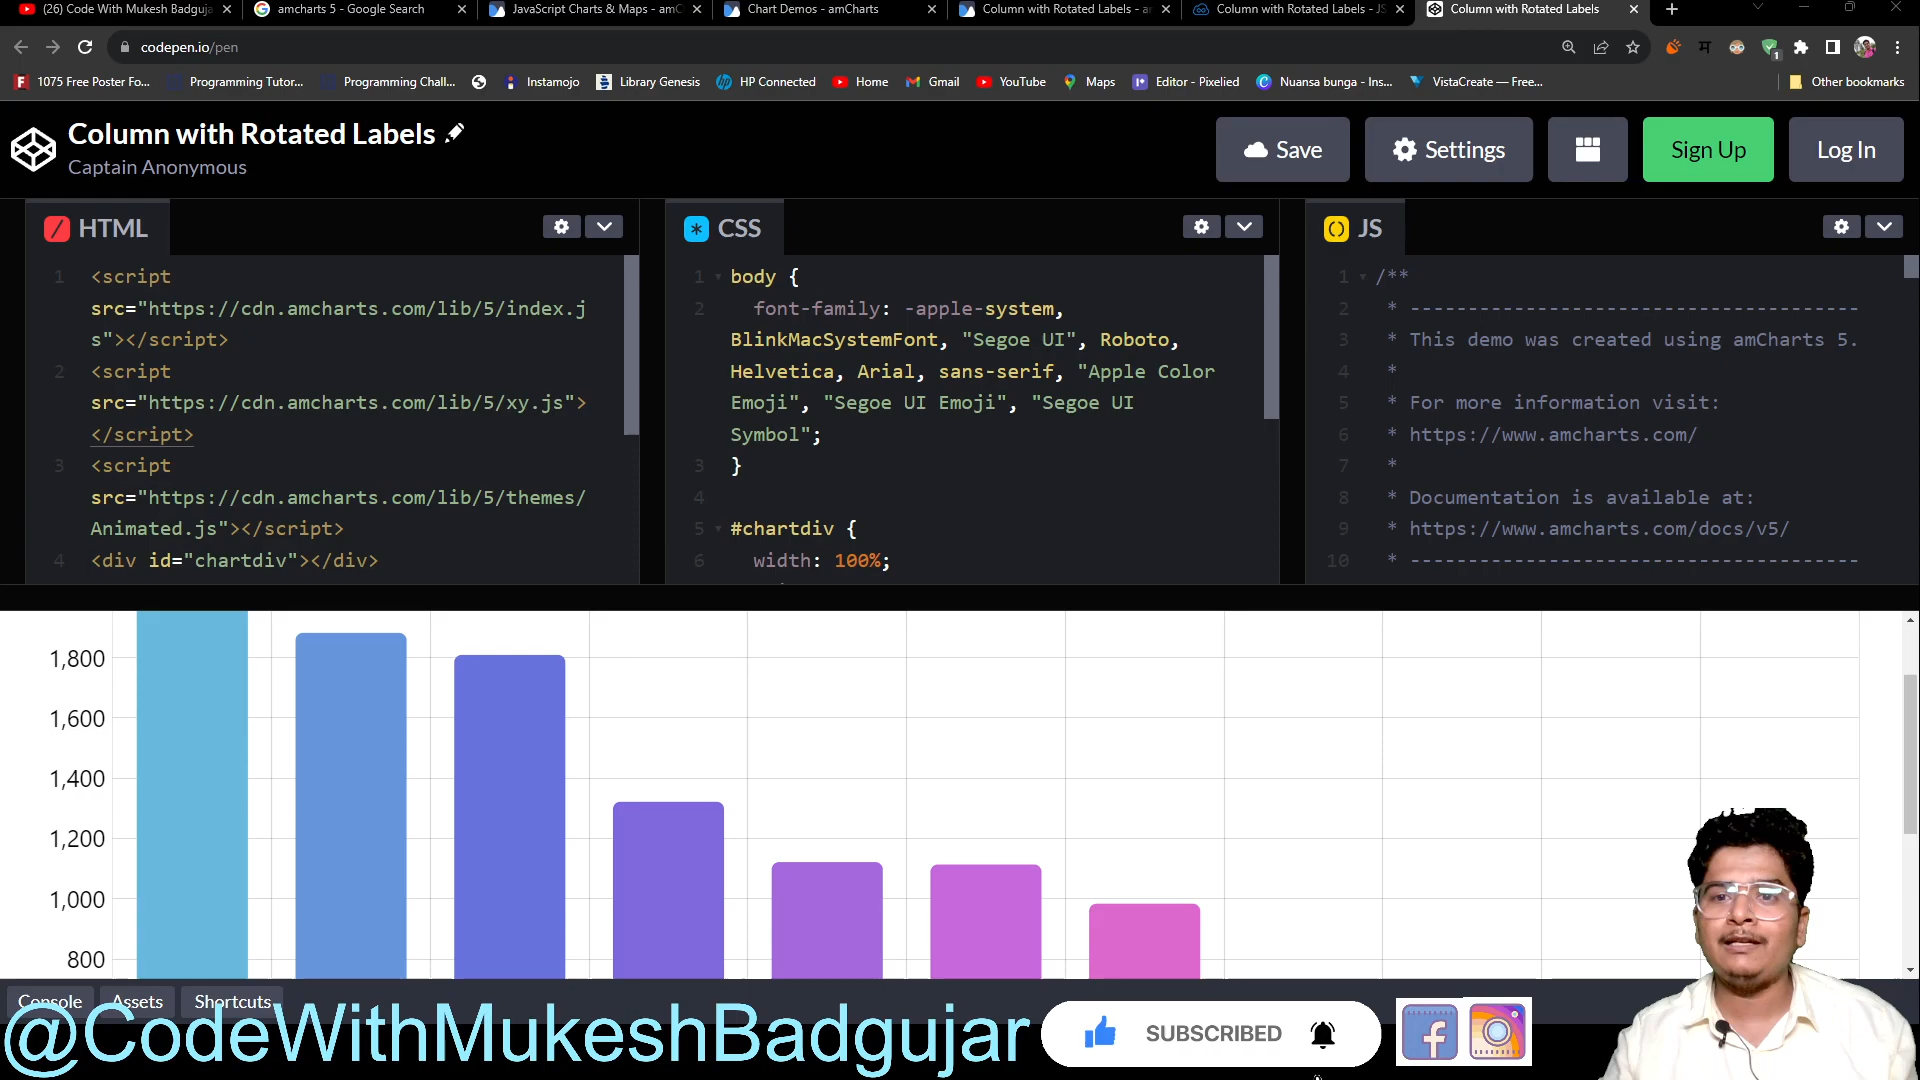 (26) Code With Mukesh Badguja
amcharts 5 - Google Search
JavaScript Charts & Maps - amC
Chart Demos - amCharts
Column with Rotated Labels - a
Column with Rotated Labels - JS
Column with Rotated Labels
codepen.io/pen
1075 Free Poster Fo...
Programming Tutor...
Programming Chall...
Instamojo
Library Genesis
HP Connected
Home
Gmail
YouTube
Maps
Editor - Pixelied
Nuansa bunga - Ins...
VistaCreate — Free...
Other bookmarks
Column with Rotated Labels
Captain Anonymous
Save
Settings
Sign Up
Log In
HTML
1 <script
src="https://cdn.amcharts.com/lib/5/index.j
s"></script>
2 <script
src="https://cdn.amcharts.com/lib/5/xy.js">
</script>
3 <script
src="https://cdn.amcharts.com/lib/5/themes/
Animated.js"></script>
4 <div id="chartdiv"></div>
CSS
1 body {
2 font-family: -apple-system,
BlinkMacSystemFont, "Segoe UI", Roboto,
Helvetica, Arial, sans-serif, "Apple Color
Emoji", "Segoe UI Emoji", "Segoe UI
Symbol";
3 }
4
5 #chartdiv {
6 width: 100%;
JS
1 /**
2 * ---------------------------------------
3 * This demo was created using amCharts 5.
4 *
5 * For more information visit:
6 * https://www.amcharts.com/
7 *
8 * Documentation is available at:
9 * https://www.amcharts.com/docs/v5/
10 * ---------------------------------------
1,800
1,600
1,400
1,200
1,000
800
Console
Assets
Shortcuts
@CodeWithMukeshBadgujar
SUBSCRIBED